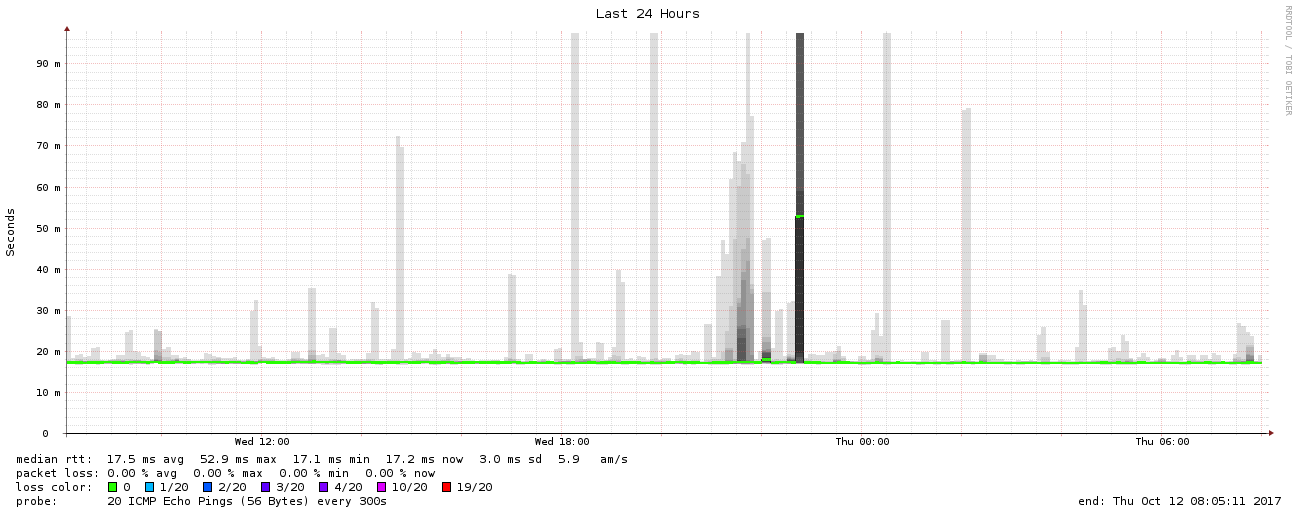 Last 24 Hours
RRDTOOL / TOBI OETIKER
Seconds
90 m
80 m
70 m
60 m
50 m
40 m
30 m
20 m
10 m
0
Wed 12:00 Wed 18:00 Thu 00:00 Thu 06:00
median rtt: 17.5 ms avg 52.9 ms max 17.1 ms min 17.2 ms now 3.0 ms sd 5.9 am/s
packet loss: 0.00 % avg 0.00 % max 0.00 % min 0.00 % now
loss color: 0 1/20 2/20 3/20 4/20 10/20 19/20
probe: 20 ICMP Echo Pings (56 Bytes) every 300s end: Thu Oct 12 08:05:11 2017